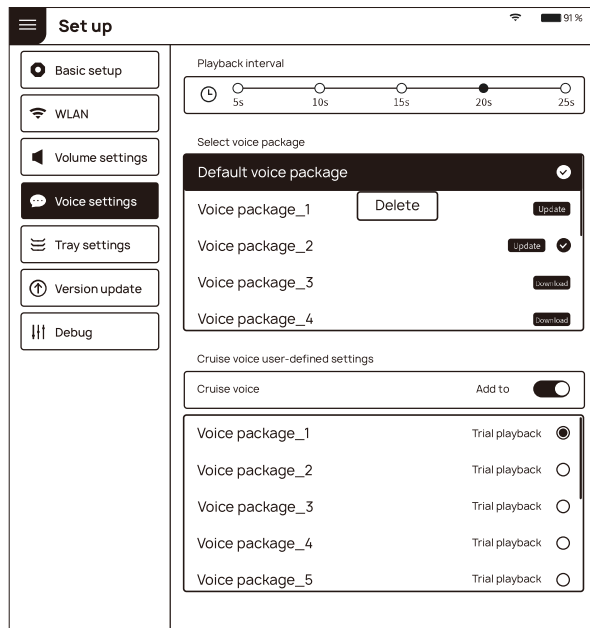 Set up
91 %
Basic setup
WLAN
Volume settings
Voice settings
Tray settings
Version update
Debug
Playback interval
5s 10s 15s 20s 25s
Select voice package
Default voice package
Voice package_1 Delete Update
Voice package_2 Update
Voice package_3 Download
Voice package_4 Download
Cruise voice user-defined settings
Cruise voice Add to
Voice package_1 Trial playback
Voice package_2 Trial playback
Voice package_3 Trial playback
Voice package_4 Trial playback
Voice package_5 Trial playback